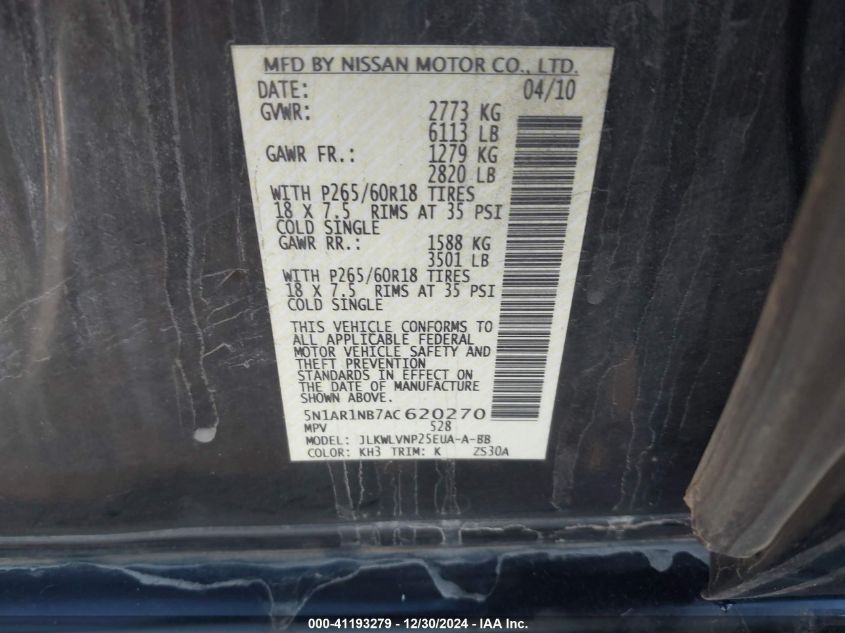 MFD BY NISSAN MOTOR CO., LTD.
DATE: 04/10
GVWR: 2773 KG
6113 LB
GAWR FR.: 1279 KG
2820 LB
WITH P265/60R18 TIRES
18 X 7.5 RIMS AT 35 PSI
COLD SINGLE
GAWR RR.: 1588 KG
3501 LB
WITH P265/60R18 TIRES
18 X 7.5 RIMS AT 35 PSI
COLD SINGLE
THIS VEHICLE CONFORMS TO
ALL APPLICABLE FEDERAL
MOTOR VEHICLE SAFETY AND
THEFT PREVENTION
STANDARDS IN EFFECT ON
THE DATE OF MANUFACTURE
SHOWN ABOVE.
5N1AR1NB7AC620270
MPV 528
MODEL: JLKWLVNP25EUA-A-BB
COLOR: KH3 TRIM: K ZS30A
000-41193279 - 12/30/2024 - IAA Inc.